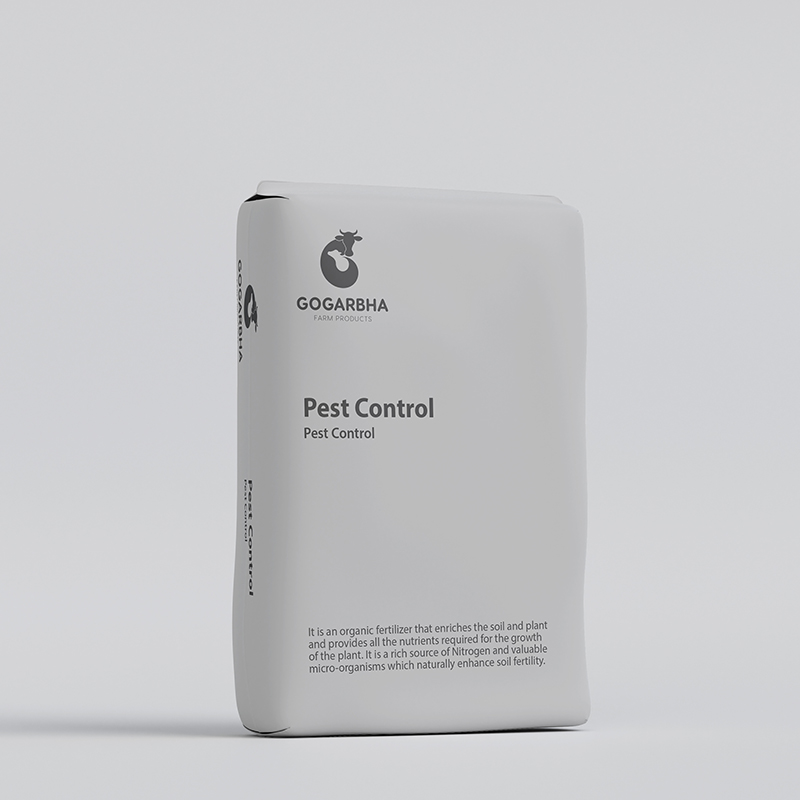 GOGARBHA
FARM PRODUCTS
Pest Control
Pest Control
It is an organic fertilizer that enriches the soil and plant
and provides all the nutrients required for the growth
of the plant. It is a rich source of Nitrogen and valuable
micro-organisms which naturally enhance soil fertility.
GOGARBHA
Pest Control
Pest Control